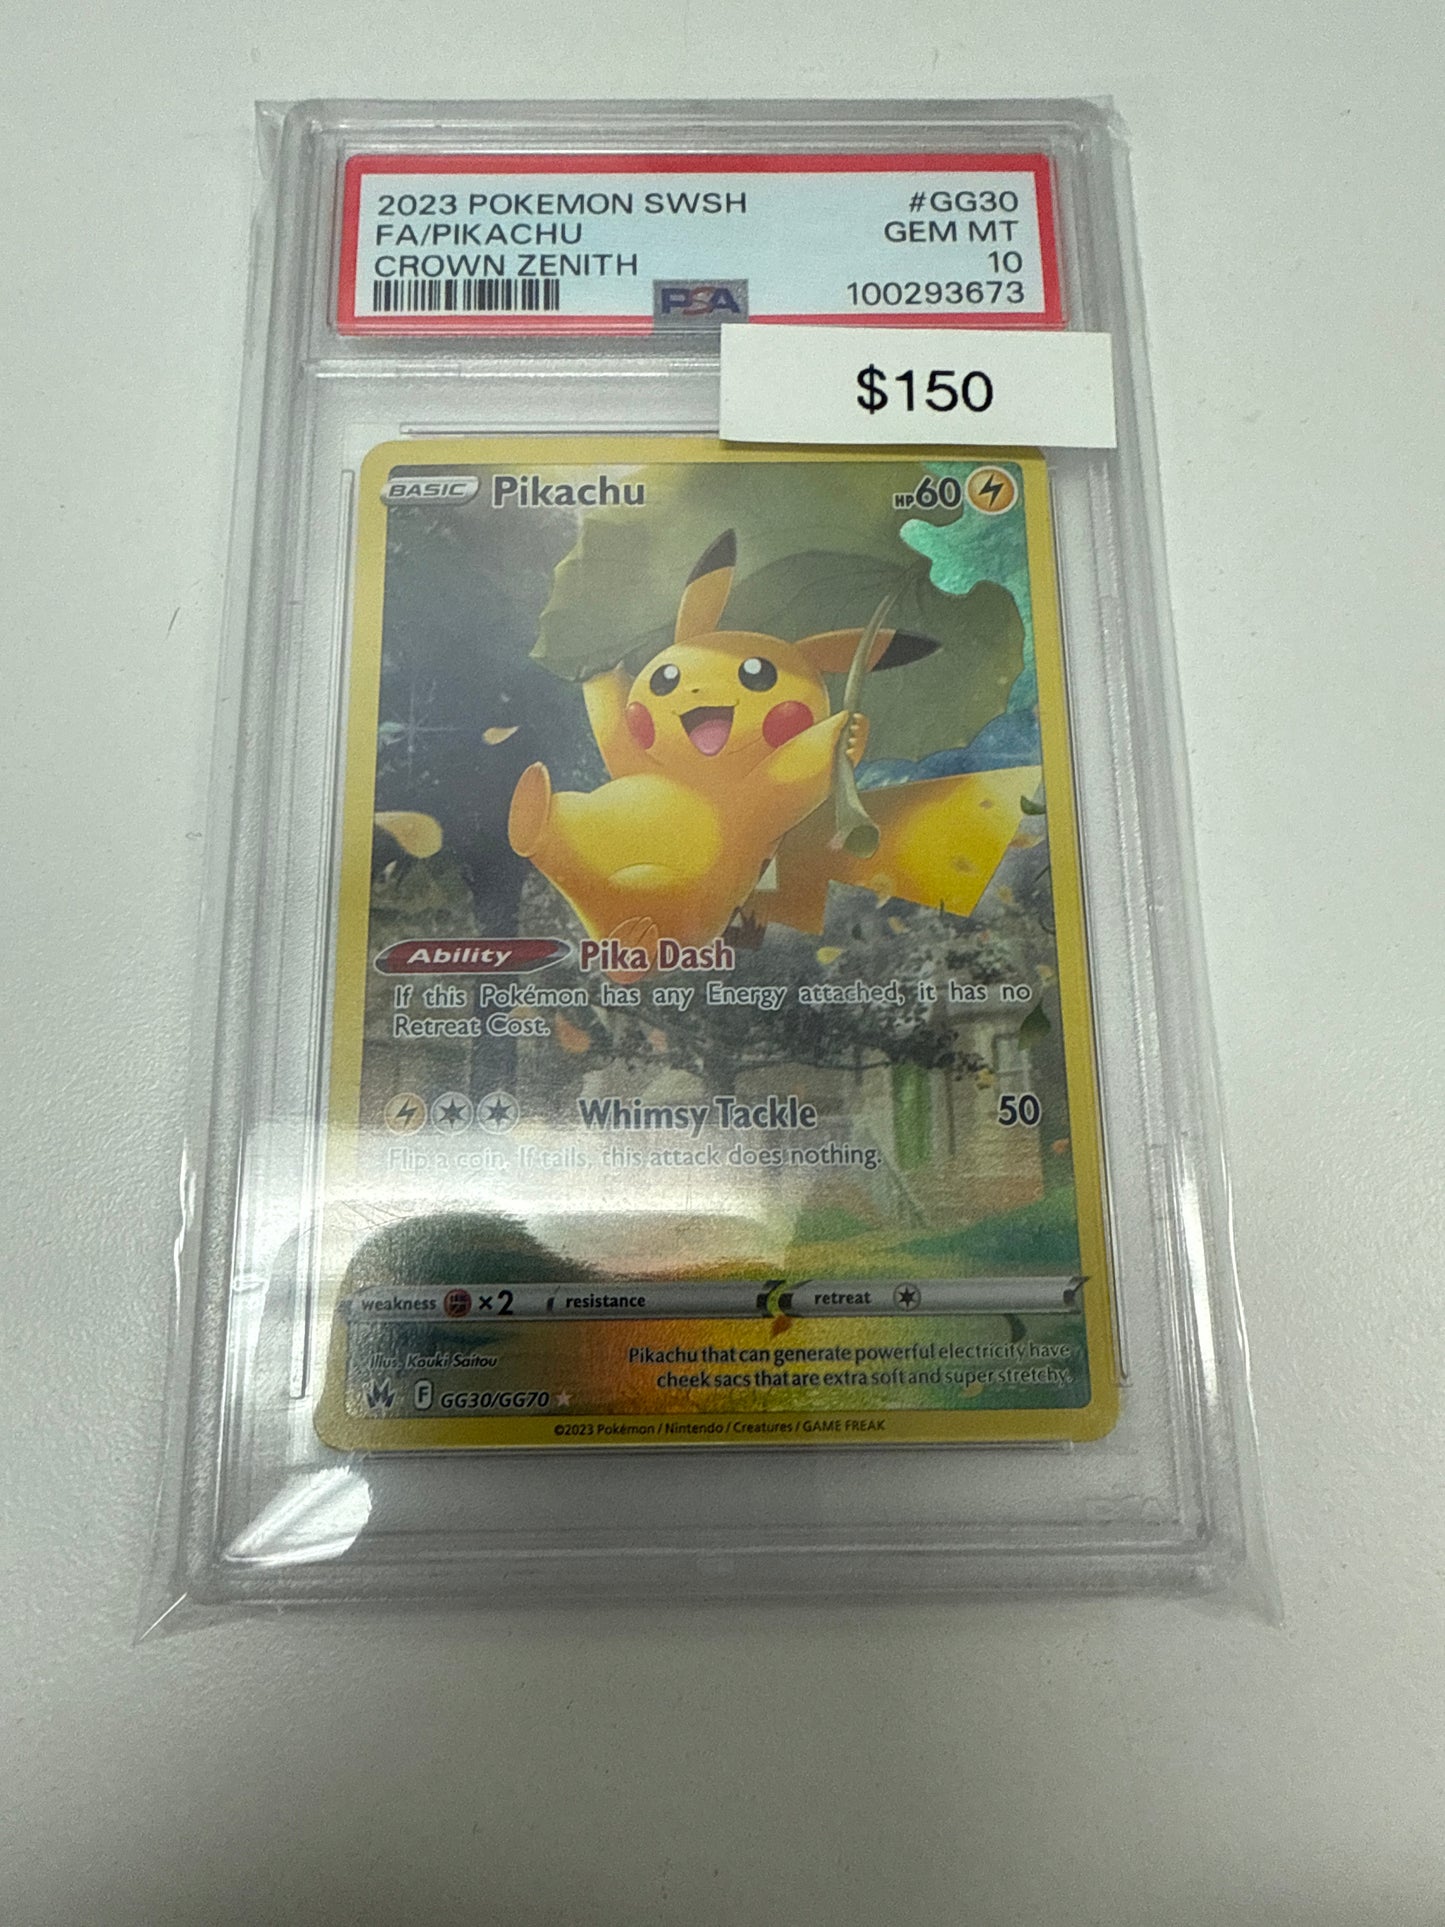 2023 POKEMON SWSH #GG30
FA/PIKACHU GEM MT
CROWN ZENITH 10
PSA 100293673
$150
BASIC Pikachu HP 60
Ability Pika Dash
If this Pokémon has any Energy attached, it has no
Retreat Cost.
Whimsy Tackle 50
Flip a coin. If tails, this attack does nothing.
weakness ×2 resistance retreat
Illus. Kouki Saitou
Pikachu that can generate powerful electricity have
cheek sacs that are extra soft and super stretchy.
F GG30/GG70
©2023 Pokémon / Nintendo / Creatures / GAME FREAK
PSA